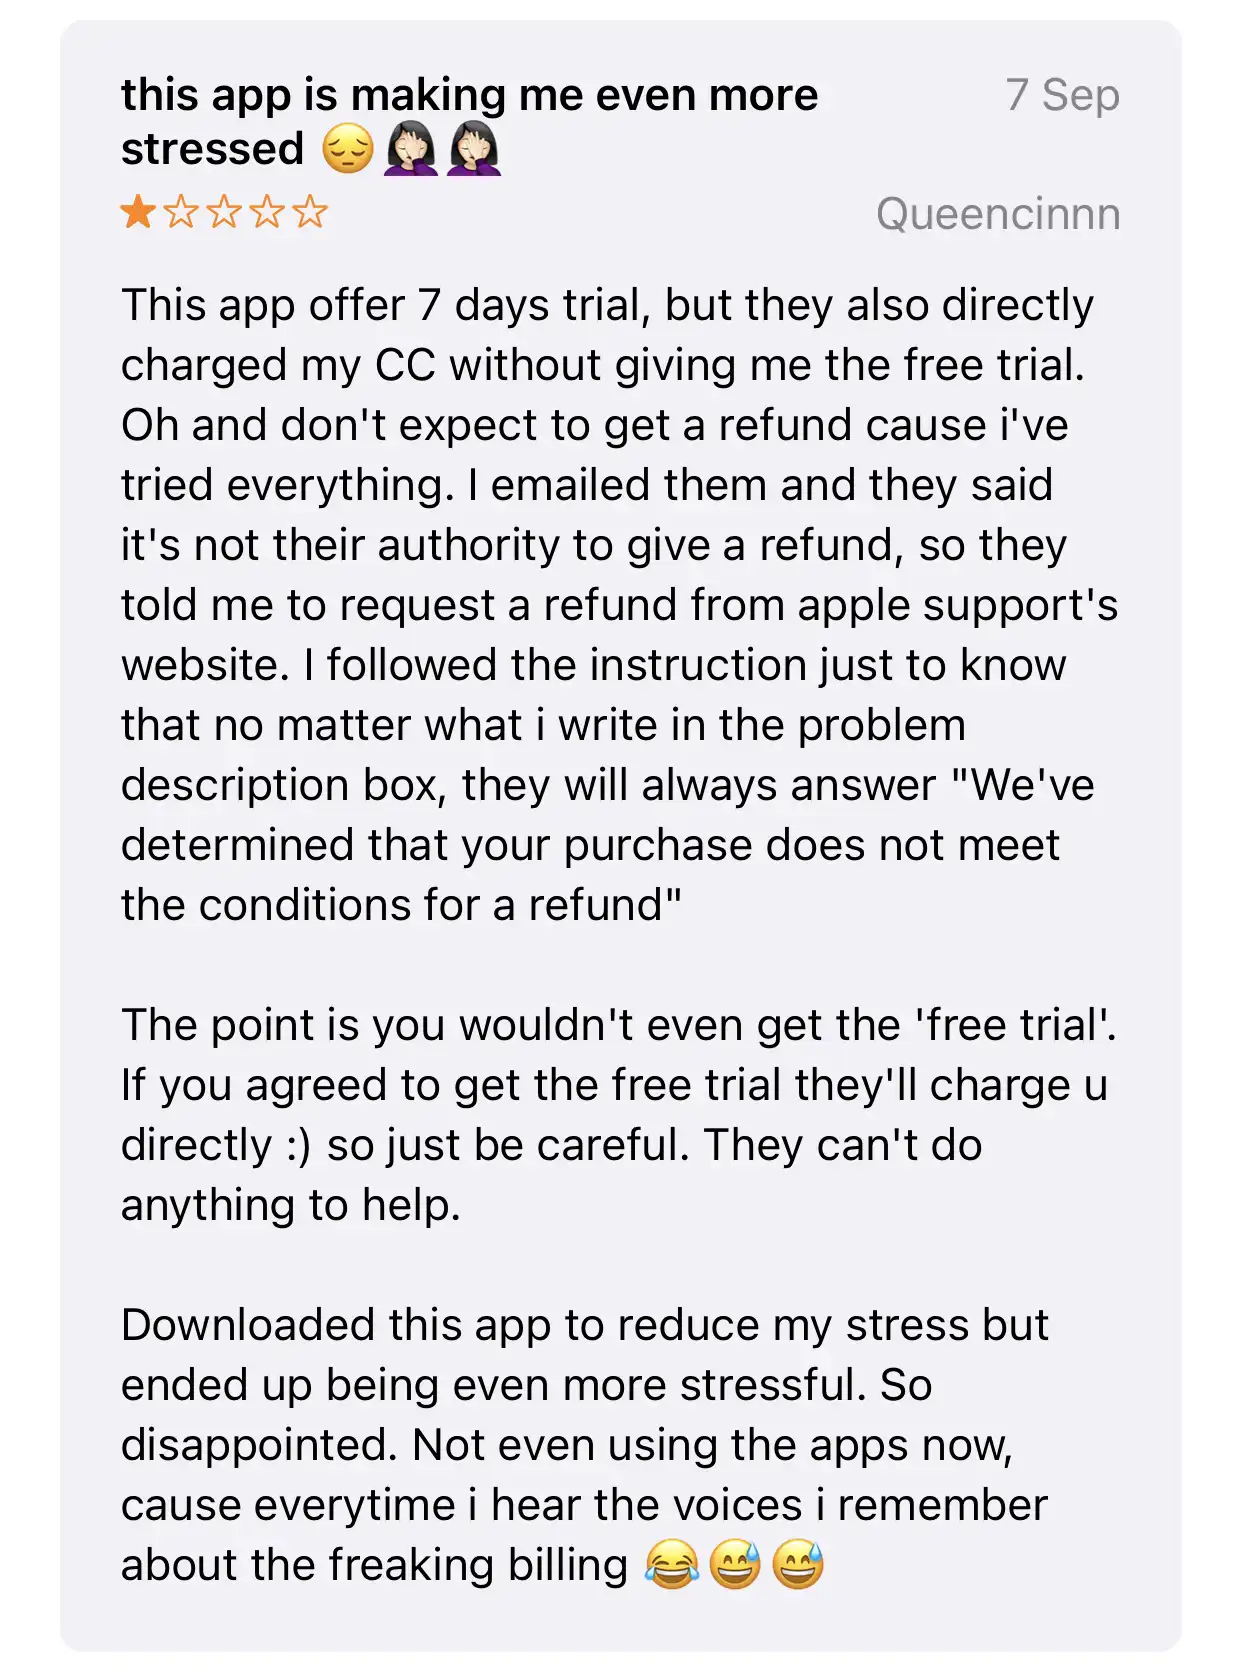 this app is making me even more
stressed 😔🤦🏻‍♀️🤦🏻‍♀️
7 Sep
Queencinnn
This app offer 7 days trial, but they also directly
charged my CC without giving me the free trial.
Oh and don't expect to get a refund cause i've
tried everything. I emailed them and they said
it's not their authority to give a refund, so they
told me to request a refund from apple support's
website. I followed the instruction just to know
that no matter what i write in the problem
description box, they will always answer "We've
determined that your purchase does not meet
the conditions for a refund"
The point is you wouldn't even get the 'free trial'.
If you agreed to get the free trial they'll charge u
directly :) so just be careful. They can't do
anything to help.
Downloaded this app to reduce my stress but
ended up being even more stressful. So
disappointed. Not even using the apps now,
cause everytime i hear the voices i remember
about the freaking billing 😂😅😅